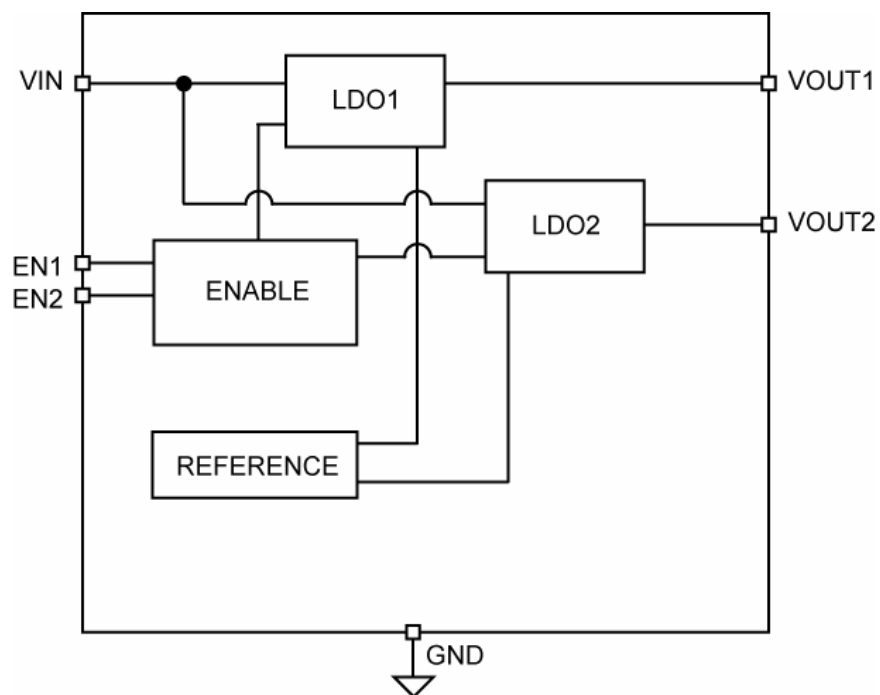 VIN
LDO1
VOUT1
LDO2
VOUT2
EN1
EN2
ENABLE
REFERENCE
GND